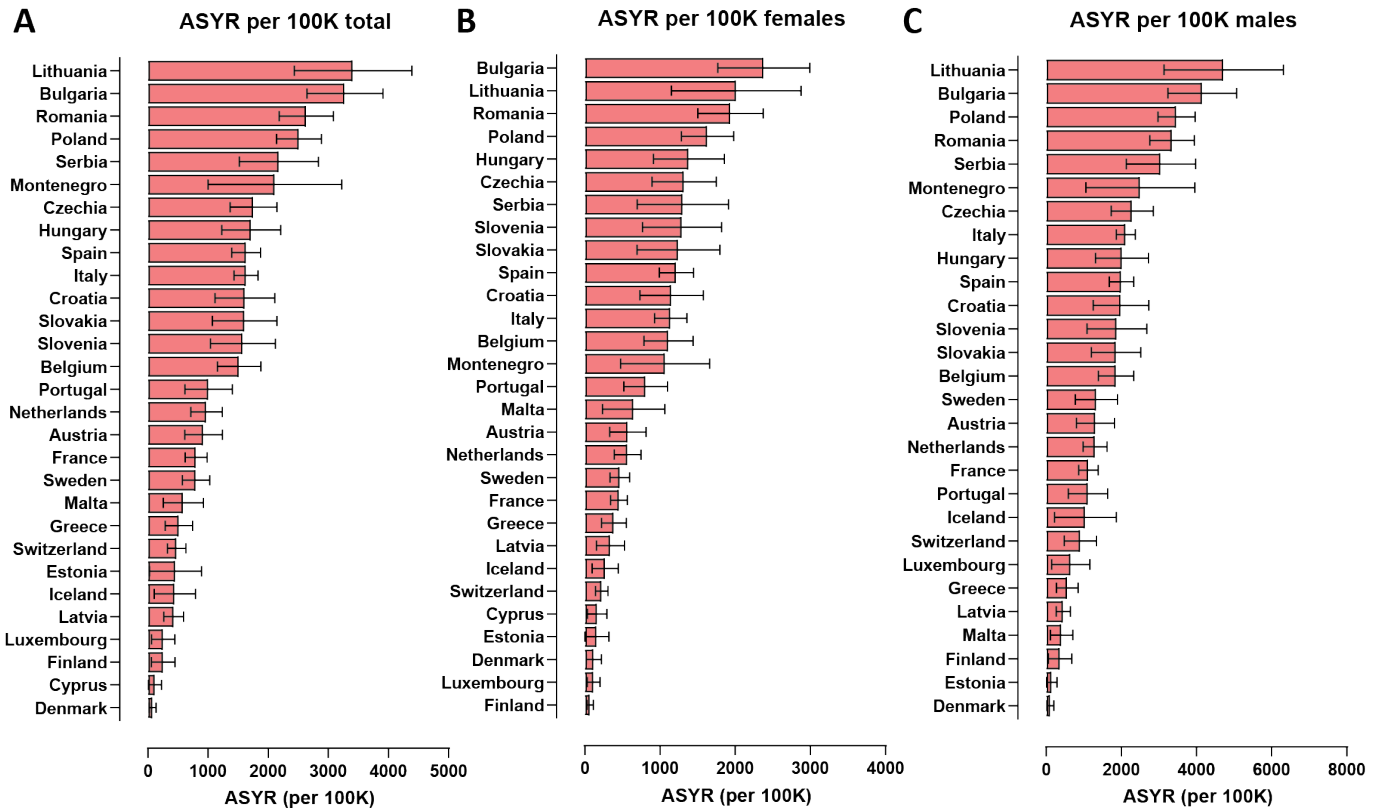 A
ASYR per 100K total
Lithuania
Bulgaria
Romania
Poland
Serbia
Montenegro
Czechia
Hungary
Spain
Italy
Croatia
Slovakia
Slovenia
Belgium
Portugal
Netherlands
Austria
France
Sweden
Malta
Greece
Switzerland
Estonia
Iceland
Latvia
Luxembourg
Finland
Cyprus
Denmark
0 1000 2000 3000 4000 5000
ASYR (per 100K)
B
ASYR per 100K females
Bulgaria
Lithuania
Romania
Poland
Hungary
Czechia
Serbia
Slovenia
Slovakia
Spain
Croatia
Italy
Belgium
Montenegro
Portugal
Malta
Austria
Netherlands
Sweden
France
Greece
Latvia
Iceland
Switzerland
Cyprus
Estonia
Denmark
Luxembourg
Finland
0 1000 2000 3000 4000
ASYR (per 100K)
C
ASYR per 100K males
Lithuania
Bulgaria
Poland
Romania
Serbia
Montenegro
Czechia
Italy
Hungary
Spain
Croatia
Slovenia
Slovakia
Belgium
Sweden
Austria
Netherlands
France
Portugal
Iceland
Switzerland
Luxembourg
Greece
Latvia
Malta
Finland
Estonia
Denmark
0 2000 4000 6000 8000
ASYR (per 100K)